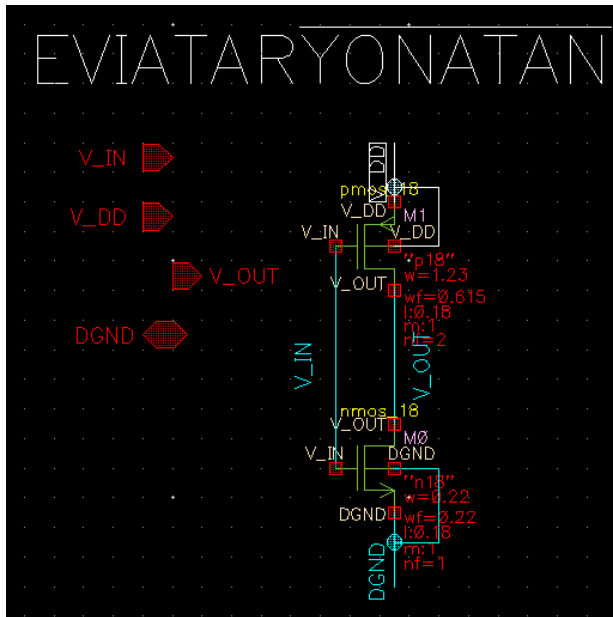 EVIATARYONATAN
V_IN
V_DD
V_OUT
DGND
V_DD
pmos_18
V_DD
M1
V_IN
V_DD
"p18"
w=1.23
V_OUT
wf=0.615
l:0.18
m:1
nf=2
V_IN
V_OUT
nmos_18
V_OUT
M0
V_IN
DGND
"n18"
w=0.22
DGND
wf=0.22
l:0.18
m:1
nf=1
DGND